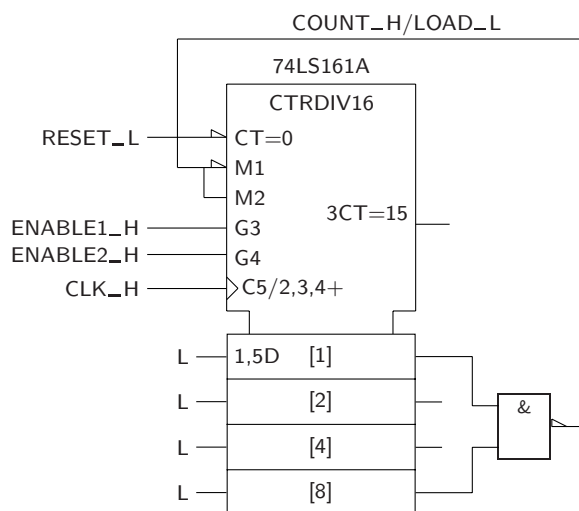 COUNT_H/LOAD_L
74LS161A
CTRDIV16
RESET_L CT=0
M1
M2
3CT=15
ENABLE1_H G3
ENABLE2_H G4
CLK_H C5/2,3,4+
L 1,5D [1]
L [2] &
L [4]
L [8]